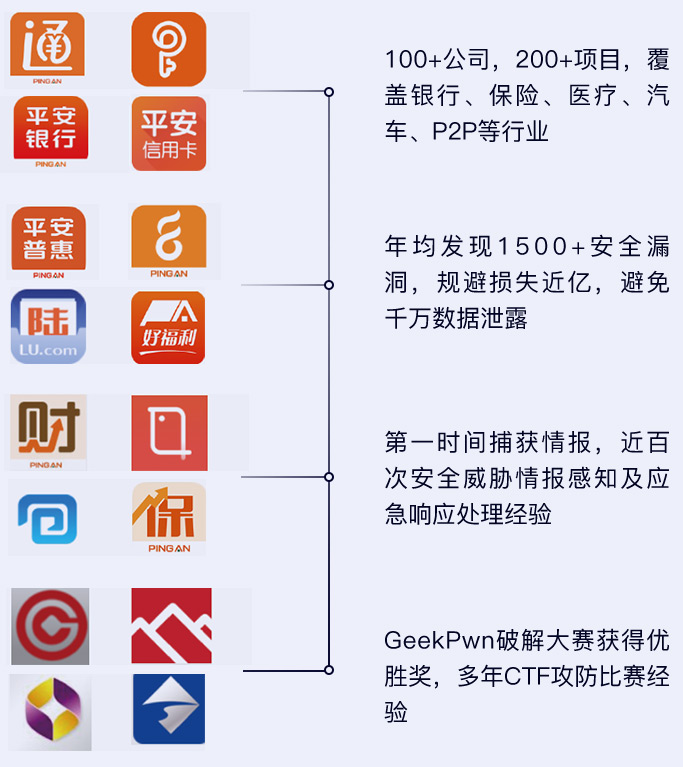 通
PINGAN
平安
银行
PINGAN
平安
信用卡
100+公司，200+项目，覆
盖银行、保险、医疗、汽
车、P2P等行业
平安
普惠
PINGAN
PINGAN
陆
LU.com
好福利
年均发现1500+安全漏
洞，规避损失近亿，避免
千万数据泄露
财
PINGAN
保
PINGAN
第一时间捕获情报，近百
次安全威胁情报感知及应
急响应处理经验
GeekPwn破解大赛获得优
胜奖，多年CTF攻防比赛经
验